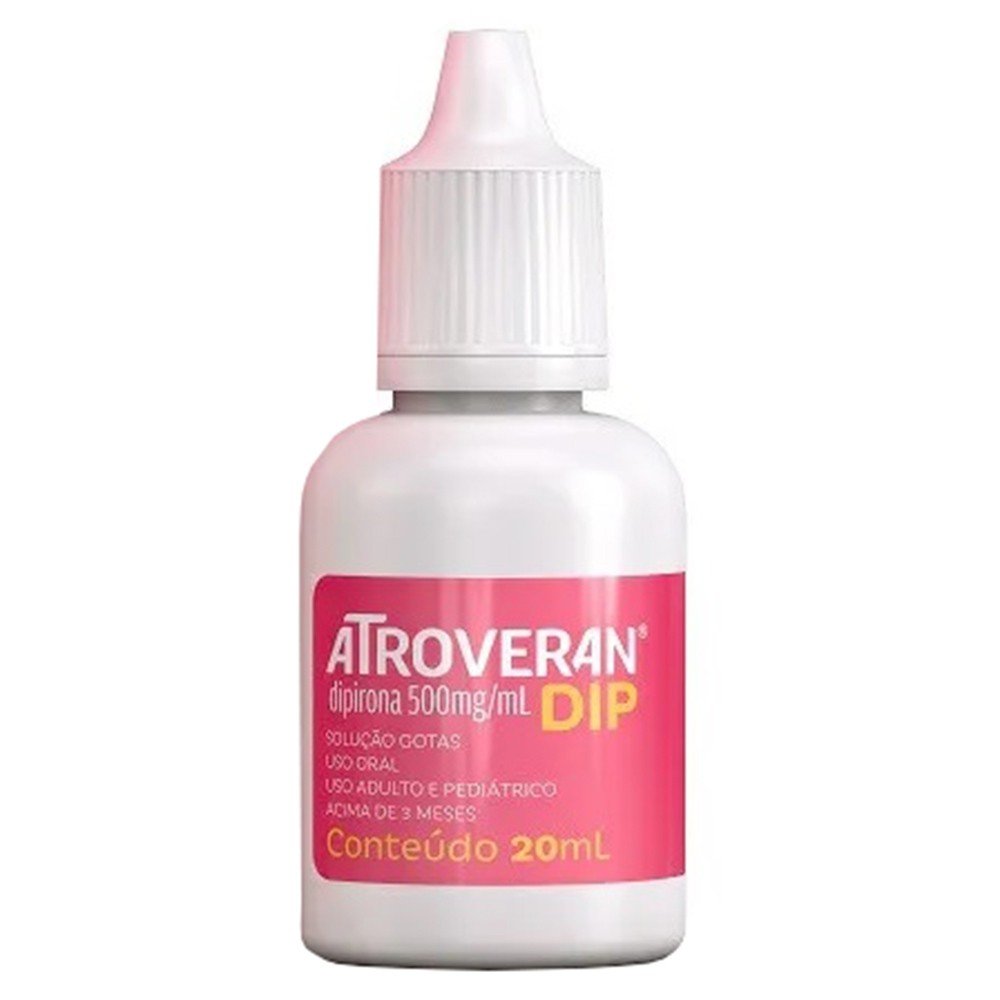 ATROVERAN®
dipirona 500mg/mL DIP
SOLUÇÃO GOTAS
USO ORAL
USO ADULTO E PEDIÁTRICO
ACIMA DE 3 MESES
Conteúdo 20mL